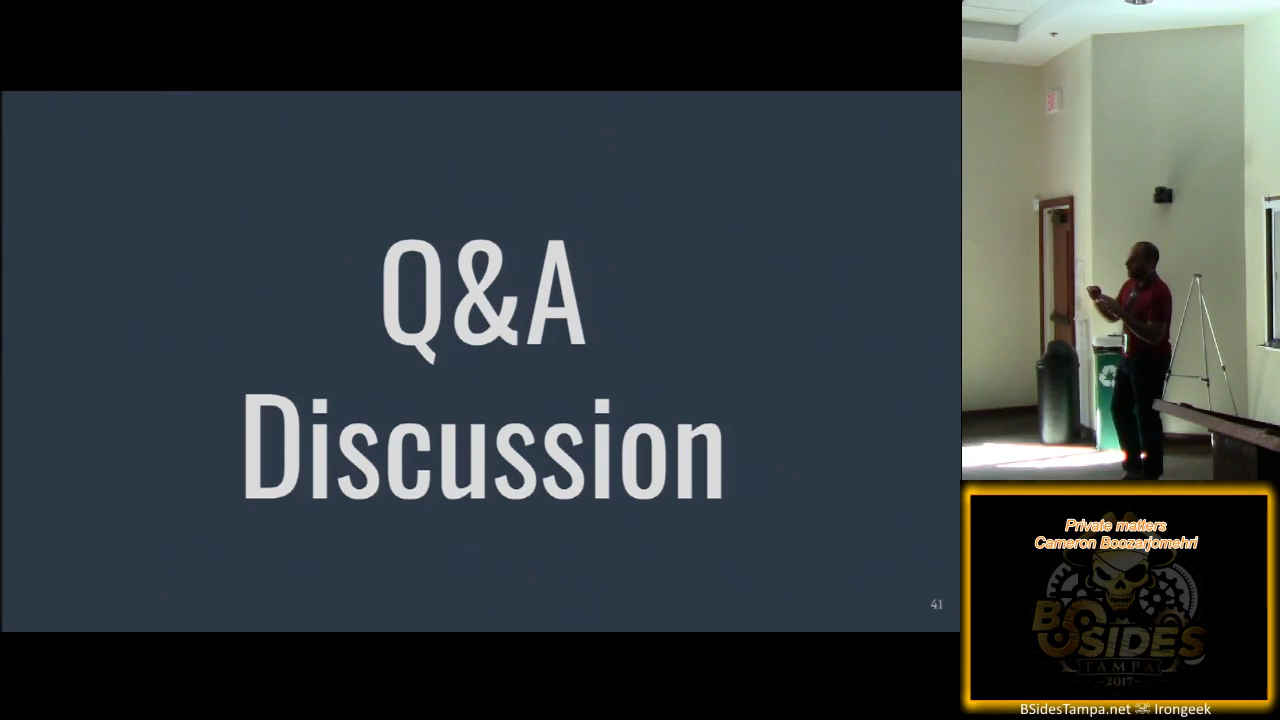 Q&A
Discussion
41
Private matters
Cameron Boozarjomehri
BSIDES
TAMPA
-2017-
BSidesTampa.net ☠ Irongeek